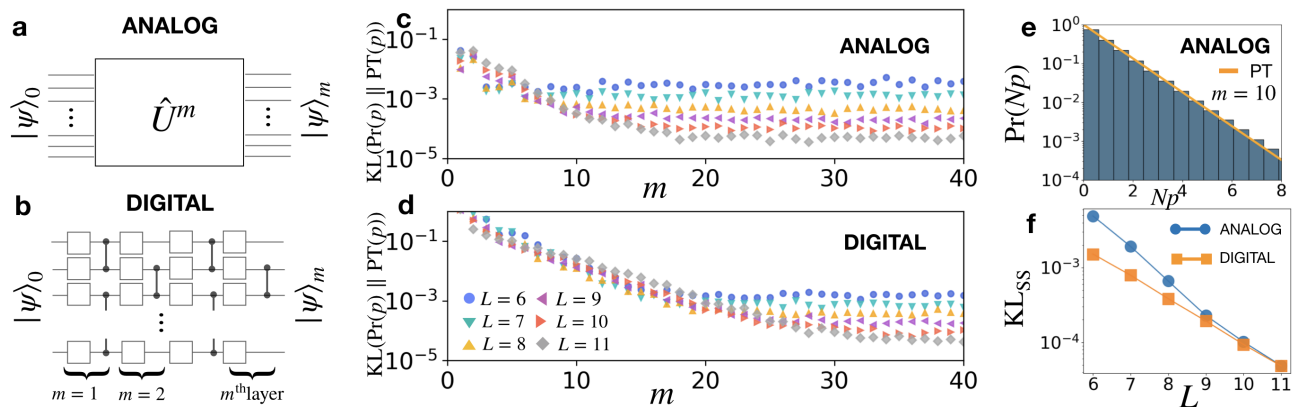 a
ANALOG
|ψ⟩₀
⋮
Û^m
⋮
|ψ⟩ₘ
b
DIGITAL
|ψ⟩₀
⋮
|ψ⟩ₘ
m = 1
m = 2
m^th layer
c
KL(Pr(p) || PT(p))
10⁻¹
10⁻³
10⁻⁵
ANALOG
0 10 20 30 40
m
d
KL(Pr(p) || PT(p))
10⁻¹
10⁻³
10⁻⁵
DIGITAL
L = 6 L = 9
L = 7 L = 10
L = 8 L = 11
0 10 20 30 40
m
e
Pr(Np)
10⁰
10⁻¹
10⁻²
10⁻³
10⁻⁴
ANALOG
PT
m = 10
0 2 4 6 8
Np
f
KL_SS
10⁻³
10⁻⁴
ANALOG
DIGITAL
6 7 8 9 10 11
L